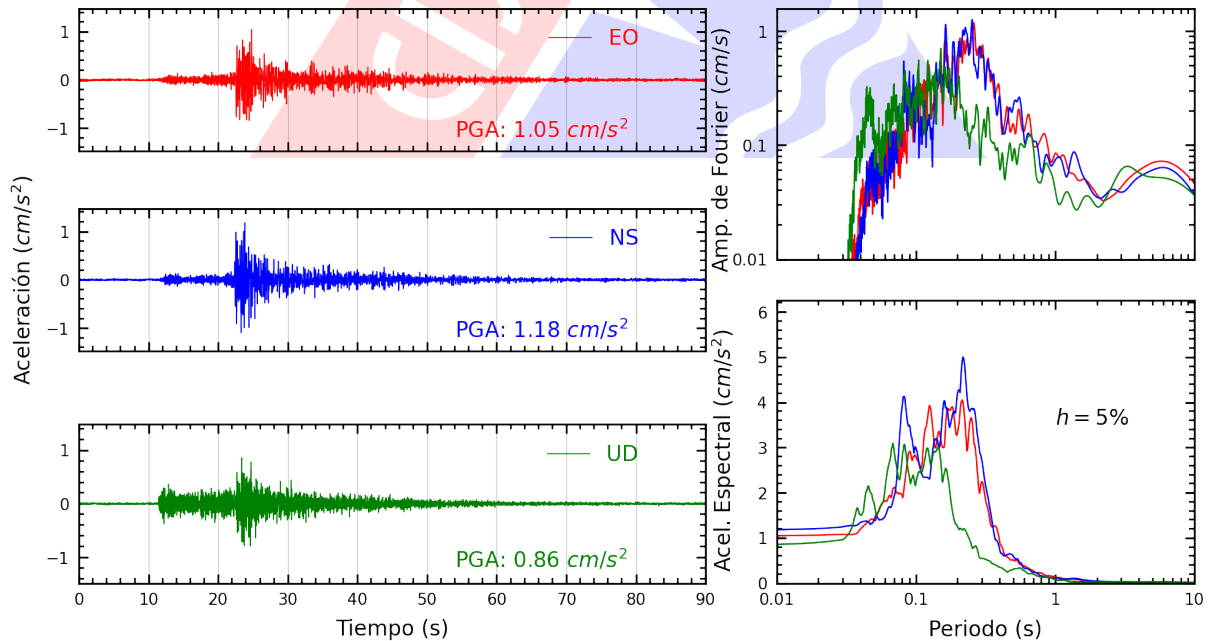 Aceleración (cm/s²)
1
0
−1
EO
PGA: 1.05 cm/s²
1
0
−1
NS
PGA: 1.18 cm/s²
1
0
−1
UD
PGA: 0.86 cm/s²
0 10 20 30 40 50 60 70 80 90
Tiempo (s)
Amp. de Fourier (cm/s)
1
0.1
0.01
Acel. Espectral (cm/s²)
6
5
4
3
2
1
0
h = 5%
0.01 0.1 1 10
Periodo (s)